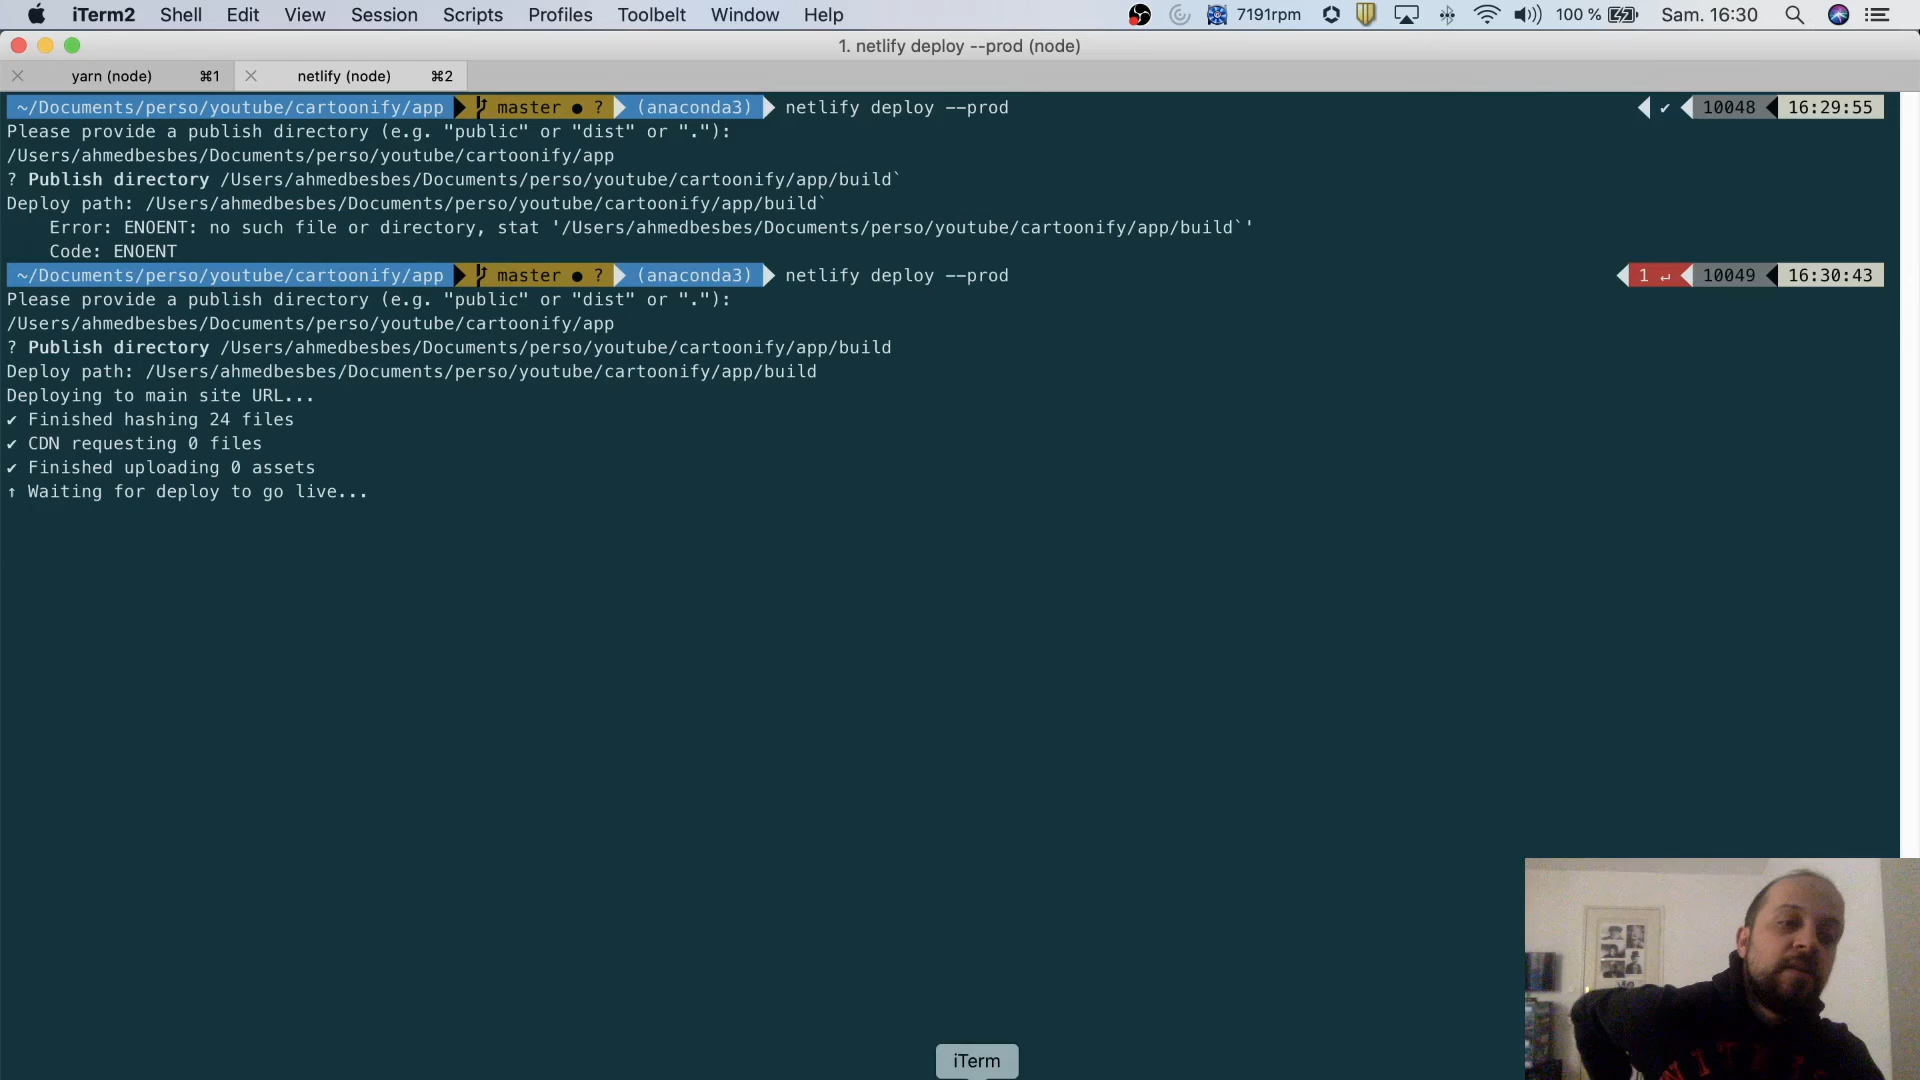 iTerm2 Shell Edit View Session Scripts Profiles Toolbelt Window Help 7191rpm 100 % Sam. 16:30
1. netlify deploy --prod (node)
yarn (node) ⌘1 netlify (node) ⌘2
~/Documents/perso/youtube/cartoonify/app master ● ? (anaconda3) netlify deploy --prod ✔ 10048 16:29:55
Please provide a publish directory (e.g. "public" or "dist" or "."):
/Users/ahmedbesbes/Documents/perso/youtube/cartoonify/app
? Publish directory /Users/ahmedbesbes/Documents/perso/youtube/cartoonify/app/build`
Deploy path: /Users/ahmedbesbes/Documents/perso/youtube/cartoonify/app/build`
Error: ENOENT: no such file or directory, stat '/Users/ahmedbesbes/Documents/perso/youtube/cartoonify/app/build`'
Code: ENOENT
~/Documents/perso/youtube/cartoonify/app master ● ? (anaconda3) netlify deploy --prod 1 ↵ 10049 16:30:43
Please provide a publish directory (e.g. "public" or "dist" or "."):
/Users/ahmedbesbes/Documents/perso/youtube/cartoonify/app
? Publish directory /Users/ahmedbesbes/Documents/perso/youtube/cartoonify/app/build
Deploy path: /Users/ahmedbesbes/Documents/perso/youtube/cartoonify/app/build
Deploying to main site URL...
✔ Finished hashing 24 files
✔ CDN requesting 0 files
✔ Finished uploading 0 assets
↑ Waiting for deploy to go live...
iTerm